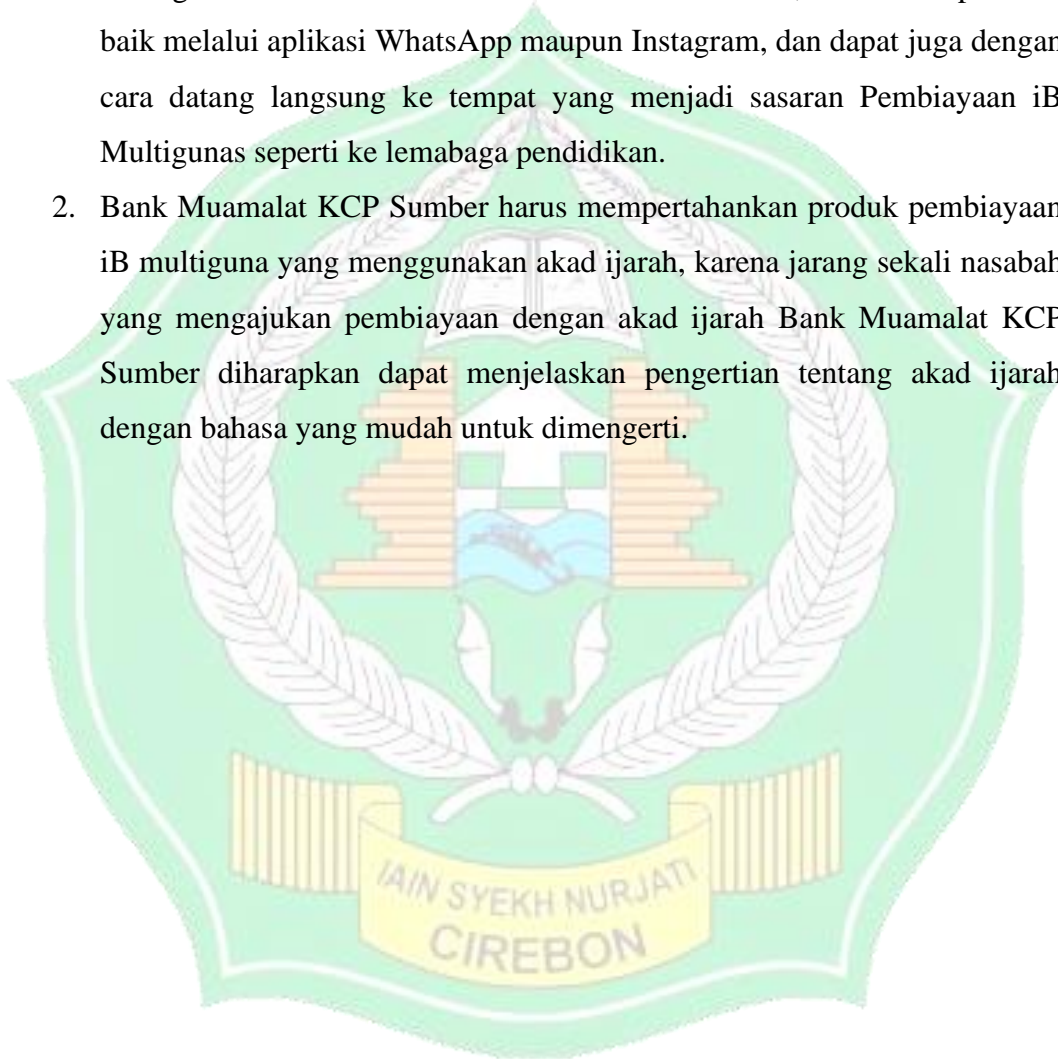 baik melalui aplikasi WhatsApp maupun Instagram, dan dapat juga dengan
cara datang langsung ke tempat yang menjadi sasaran Pembiayaan iB
Multigunas seperti ke lemabaga pendidikan.
2. Bank Muamalat KCP Sumber harus mempertahankan produk pembiayaan
iB multiguna yang menggunakan akad ijarah, karena jarang sekali nasabah
yang mengajukan pembiayaan dengan akad ijarah Bank Muamalat KCP
Sumber diharapkan dapat menjelaskan pengertian tentang akad ijarah
dengan bahasa yang mudah untuk dimengerti.
IAIN SYEKH NURJATI
CIREBON